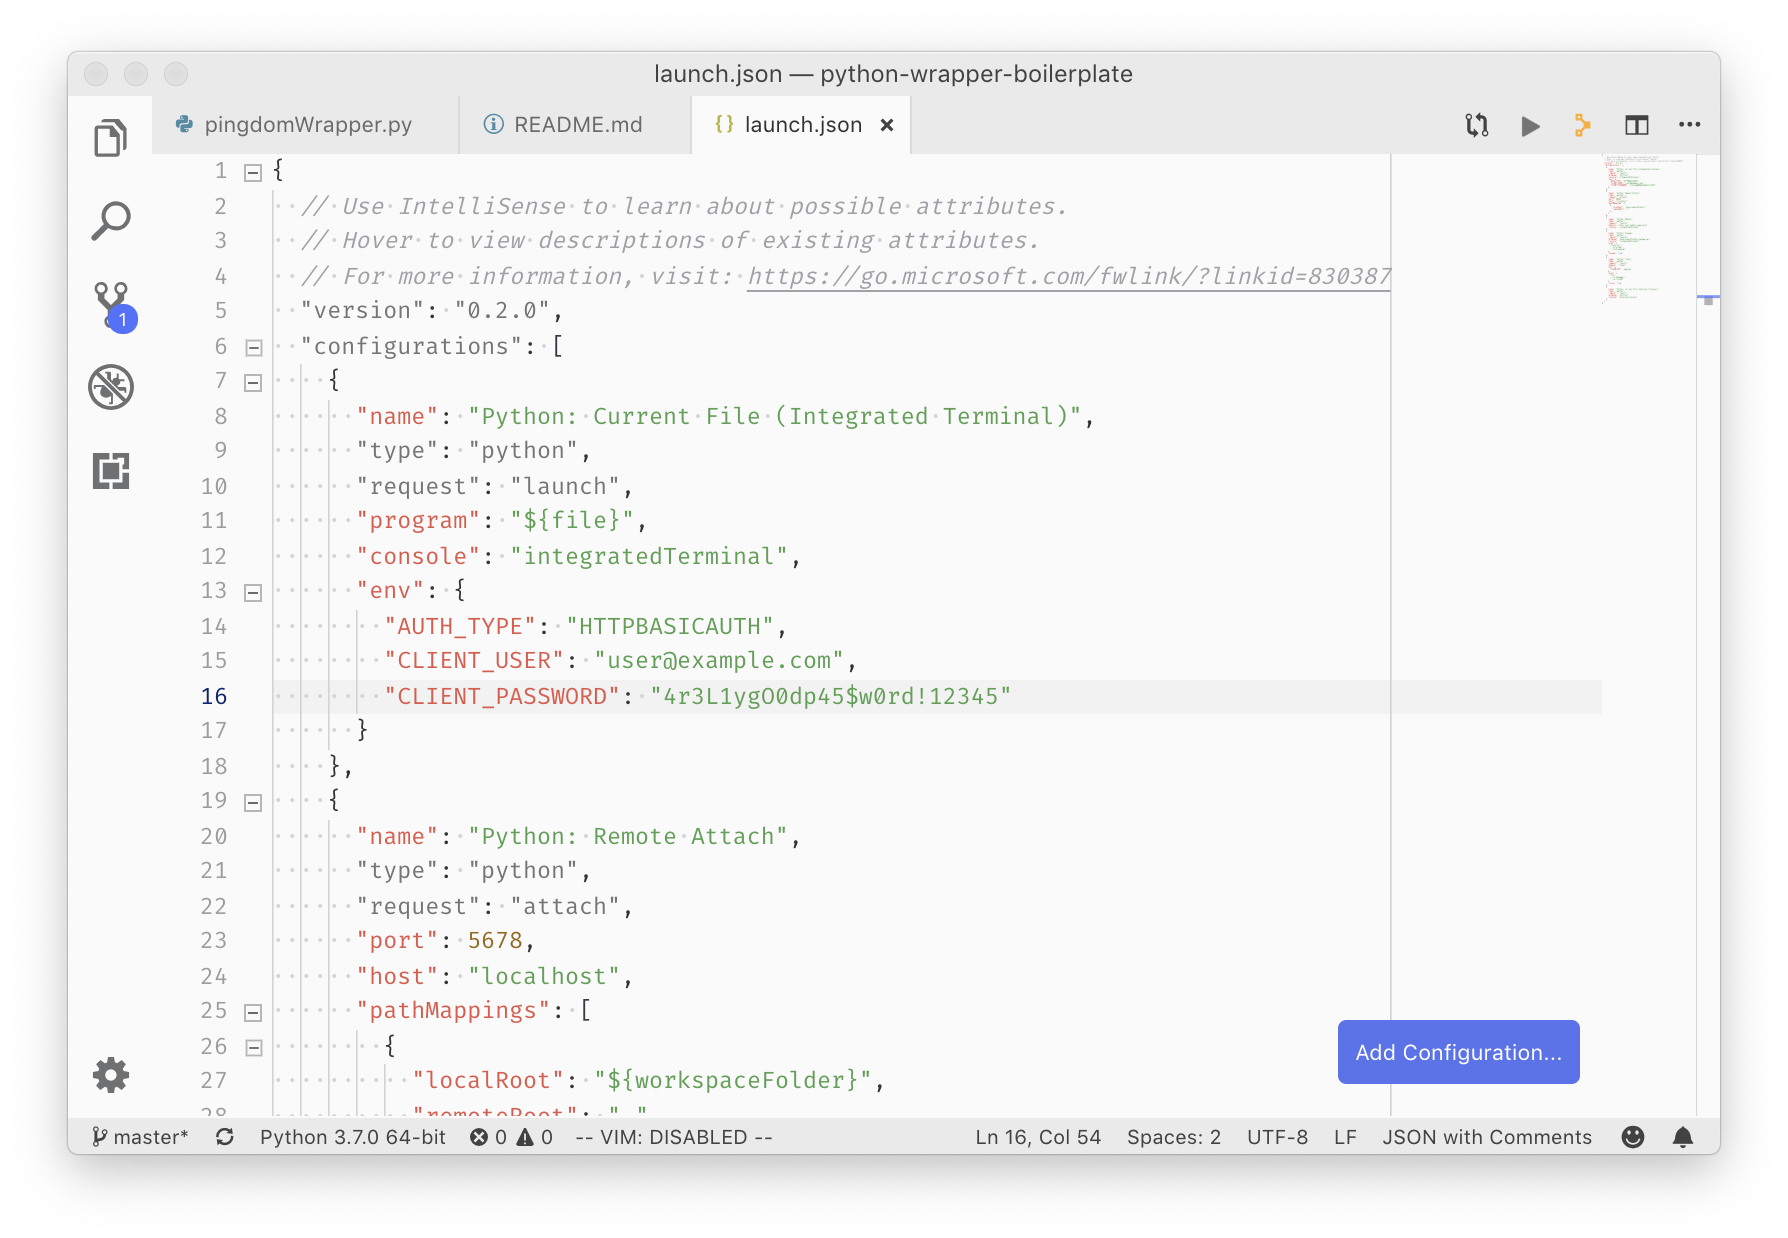 launch.json — python-wrapper-boilerplate
pingdomWrapper.py README.md {} launch.json ×
1 {
2 // Use IntelliSense to learn about possible attributes.
3 // Hover to view descriptions of existing attributes.
4 // For more information, visit: https://go.microsoft.com/fwlink/?linkid=830387
5 "version": "0.2.0",
6 "configurations": [
7 {
8 "name": "Python: Current File (Integrated Terminal)",
9 "type": "python",
10 "request": "launch",
11 "program": "${file}",
12 "console": "integratedTerminal",
13 "env": {
14 "AUTH_TYPE": "HTTPBASICAUTH",
15 "CLIENT_USER": "user@example.com",
16 "CLIENT_PASSWORD": "4r3L1ygO0dp45$w0rd!12345"
17 }
18 },
19 {
20 "name": "Python: Remote Attach",
21 "type": "python",
22 "request": "attach",
23 "port": 5678,
24 "host": "localhost",
25 "pathMappings": [
26 {
27 "localRoot": "${workspaceFolder}",
28 "remoteRoot": "."
1
Add Configuration...
master* Python 3.7.0 64-bit 0 0 -- VIM: DISABLED -- Ln 16, Col 54 Spaces: 2 UTF-8 LF JSON with Comments